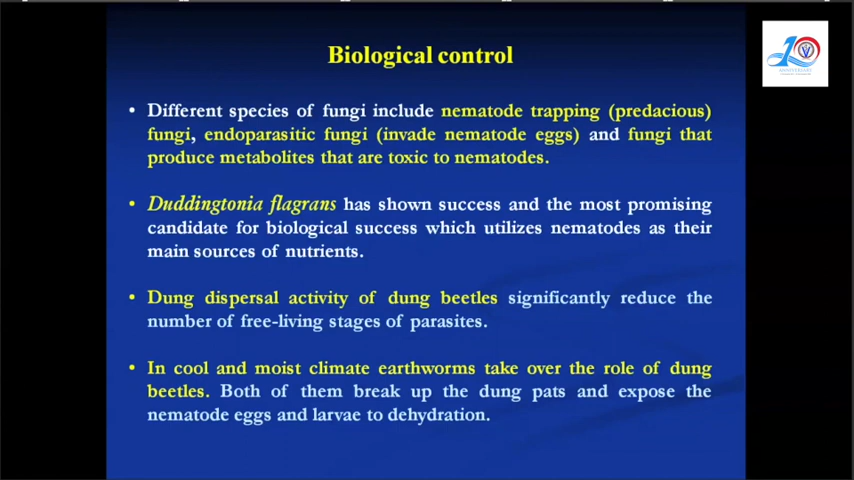 Biological control
• Different species of fungi include nematode trapping (predacious)
fungi, endoparasitic fungi (invade nematode eggs) and fungi that
produce metabolites that are toxic to nematodes.
• Duddingtonia flagrans has shown success and the most promising
candidate for biological success which utilizes nematodes as their
main sources of nutrients.
• Dung dispersal activity of dung beetles significantly reduce the
number of free-living stages of parasites.
• In cool and moist climate earthworms take over the role of dung
beetles. Both of them break up the dung pats and expose the
nematode eggs and larvae to dehydration.
10
ANNIVERSARY